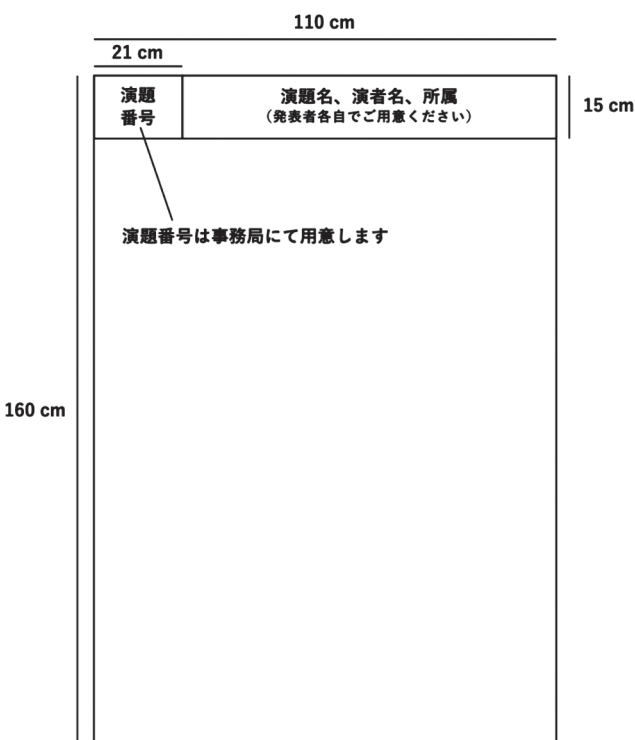 110 cm
21 cm
演題
番号
演題名、演者名、所属
（発表者各自でご用意ください）
15 cm
演題番号は事務局にて用意します
160 cm